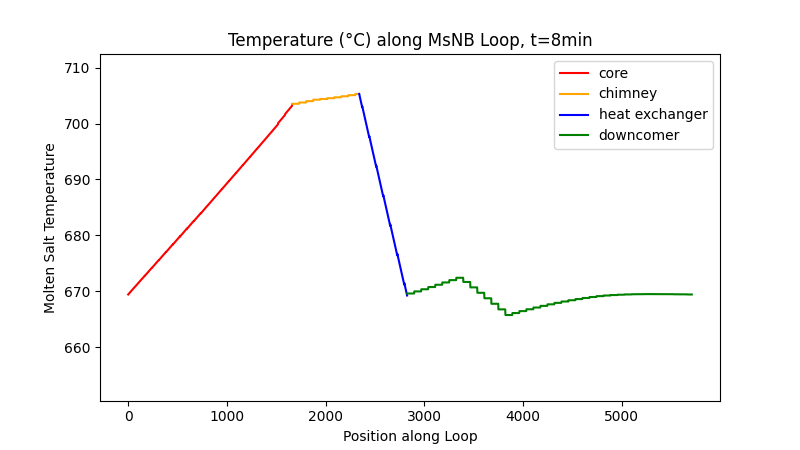 Temperature (°C) along MsNB Loop, t=8min
710
700
690
680
670
660
Molten Salt Temperature
core
chimney
heat exchanger
downcomer
0 1000 2000 3000 4000 5000
Position along Loop